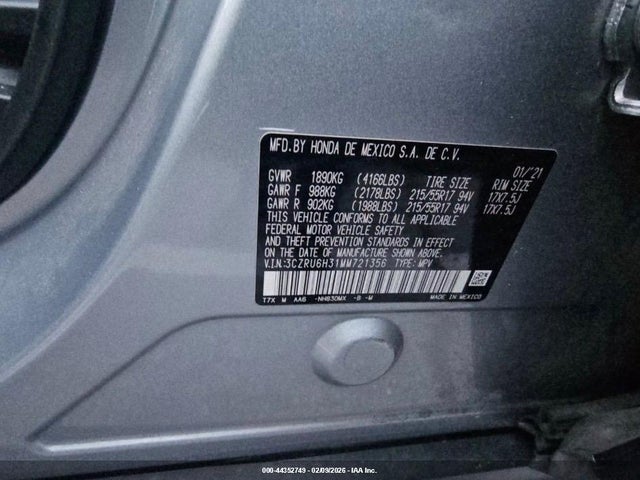 MFD.BY HONDA DE MEXICO S.A. DE C.V.
01/'21
GVWR 1890KG (4166LBS) TIRE SIZE RIM SIZE
GAWR F 988KG (2178LBS) 215/55R17 94V 17X7.5J
GAWR R 902KG (1988LBS) 215/55R17 94V 17X7.5J
THIS VEHICLE CONFORMS TO ALL APPLICABLE
FEDERAL MOTOR VEHICLE SAFETY
AND THEFT PREVENTION STANDARDS IN EFFECT
ON THE DATE OF MANUFACTURE SHOWN ABOVE.
V.I.N:3CZRU6H31MM721356 TYPE: MPV
T7X M AA6 -NH830MX -B -M MADE IN MEXICO
000-44352749 - 02/09/2026 - IAA Inc.